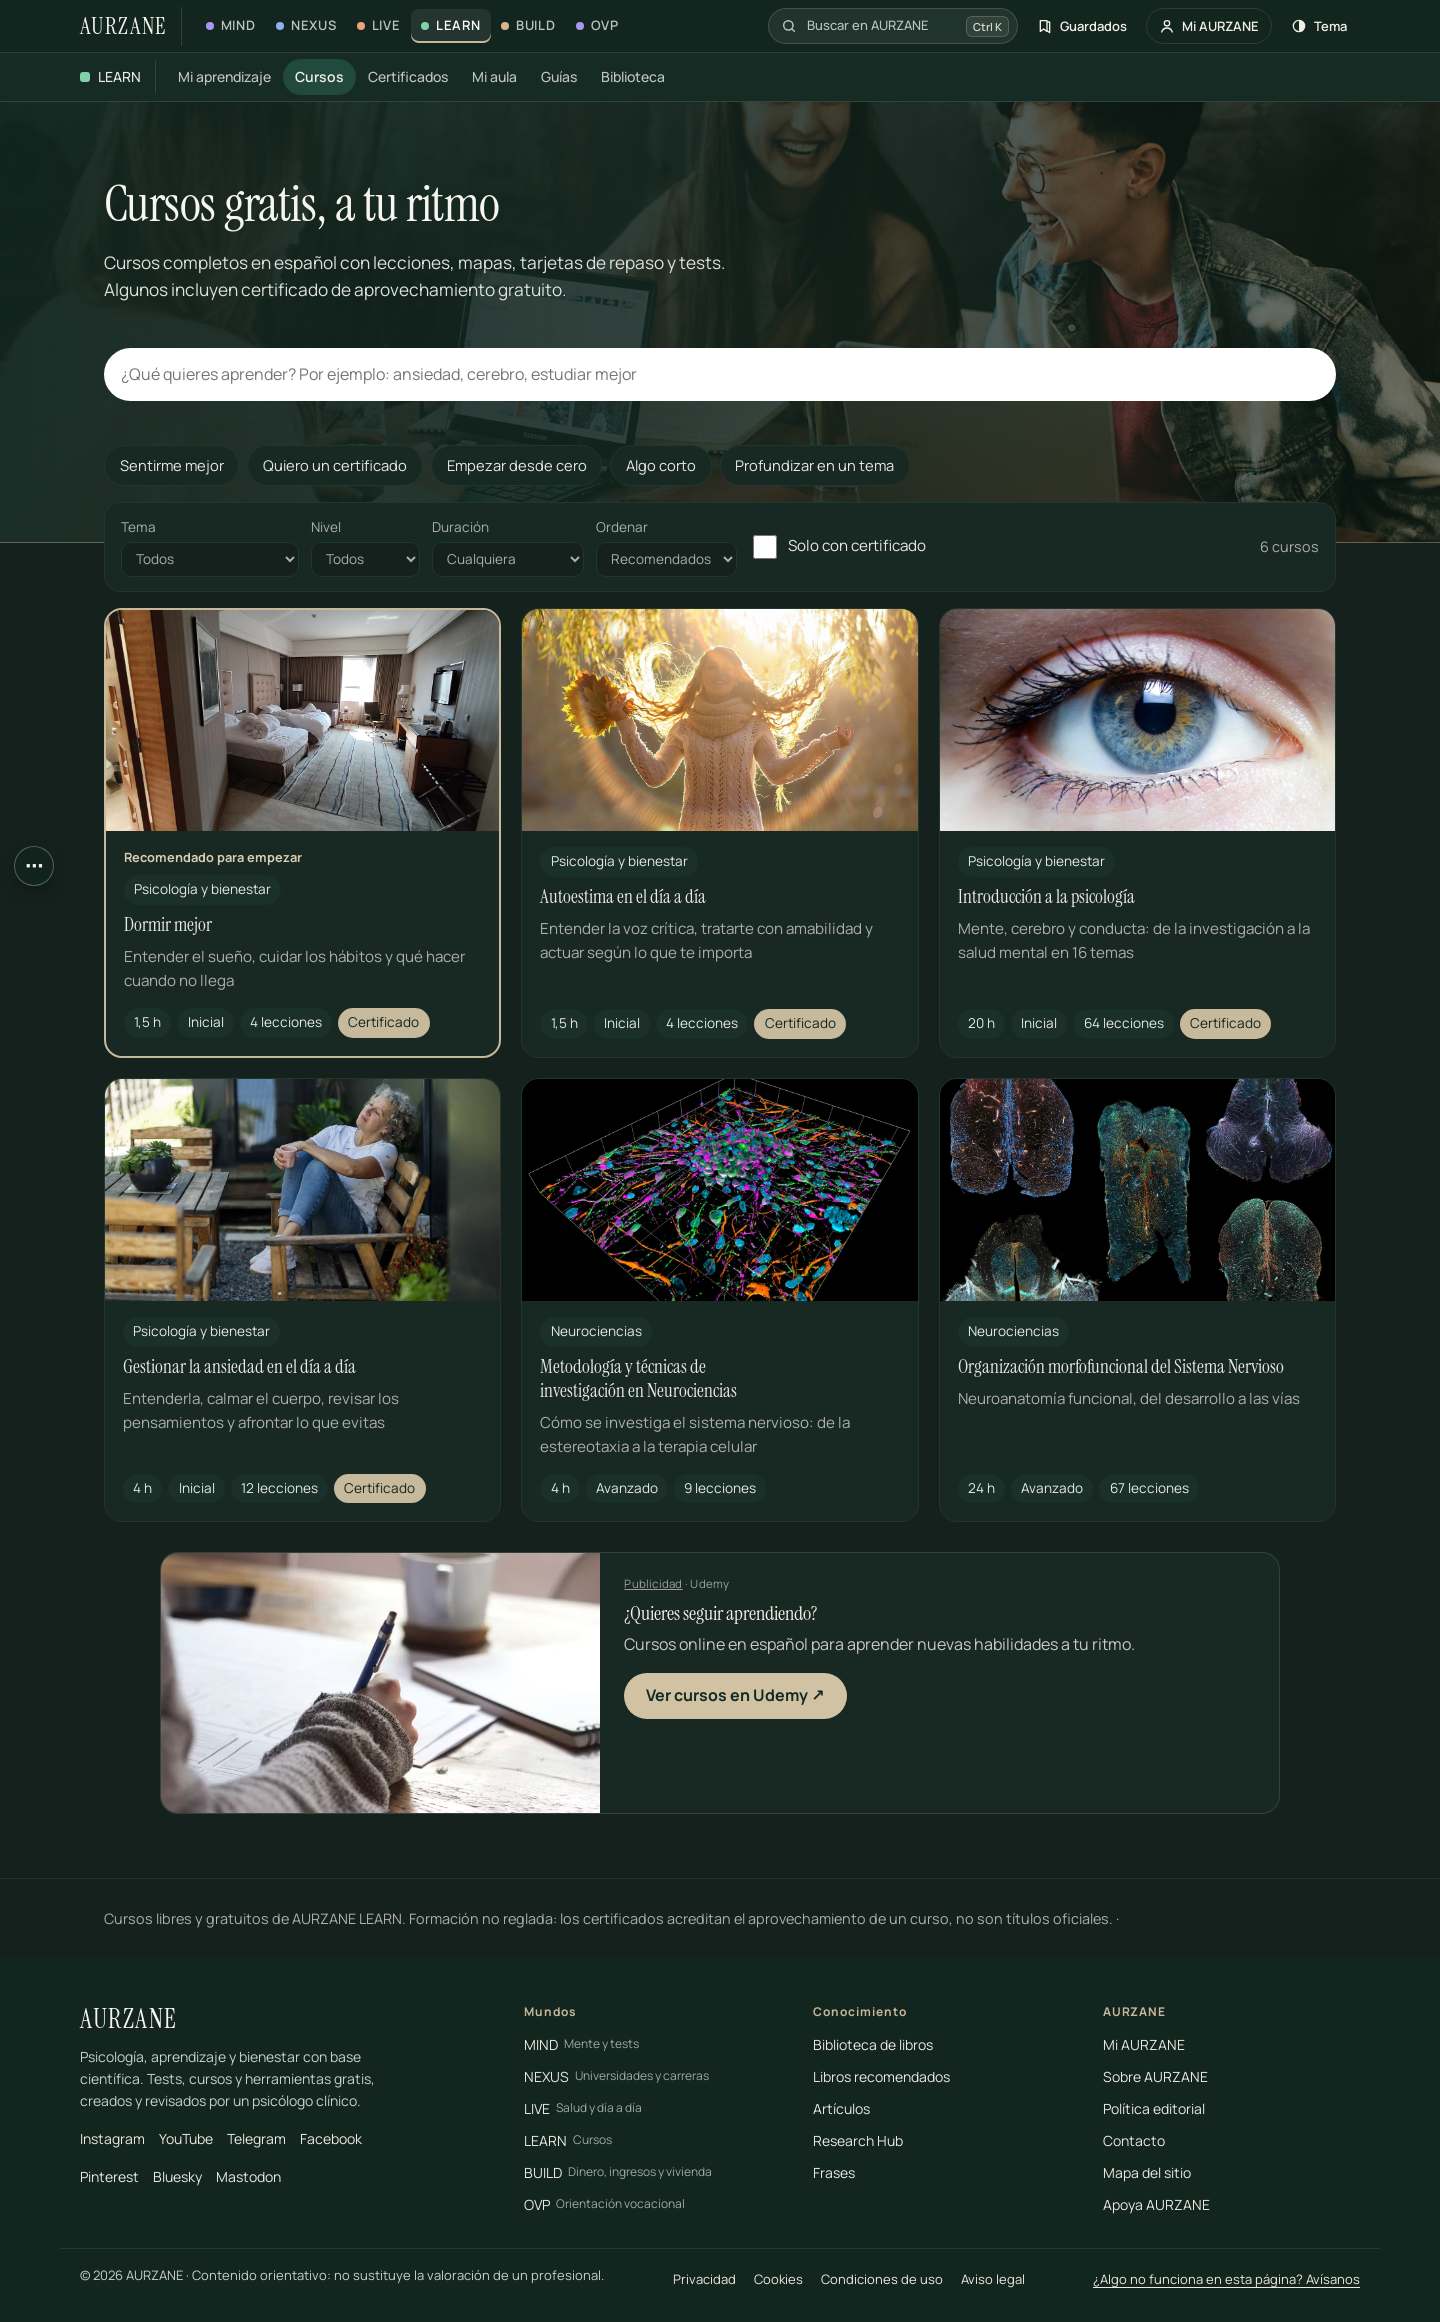 AURZANE
MIND
NEXUS
LIVE
LEARN
BUILD
OVP
Buscar en AURZANE
Ctrl K
Guardados
Mi AURZANE
Tema
LEARN
Mi aprendizaje
Cursos
Certificados
Mi aula
Guías
Biblioteca
Cursos gratis, a tu ritmo
Cursos completos en español con lecciones, mapas, tarjetas de repaso y tests.
Algunos incluyen certificado de aprovechamiento gratuito.
¿Qué quieres aprender? Por ejemplo: ansiedad, cerebro, estudiar mejor
Sentirme mejor
Quiero un certificado
Empezar desde cero
Algo corto
Profundizar en un tema
Tema
Nivel
Duración
Ordenar
Todos
Todos
Cualquiera
Recomendados
Solo con certificado
6 cursos
Recomendado para empezar
Psicología y bienestar
Dormir mejor
Entender el sueño, cuidar los hábitos y qué hacer
cuando no llega
1,5 h
Inicial
4 lecciones
Certificado
Psicología y bienestar
Autoestima en el día a día
Entender la voz crítica, tratarte con amabilidad y
actuar según lo que te importa
1,5 h
Inicial
4 lecciones
Certificado
Psicología y bienestar
Introducción a la psicología
Mente, cerebro y conducta: de la investigación a la
salud mental en 16 temas
20 h
Inicial
64 lecciones
Certificado
Psicología y bienestar
Gestionar la ansiedad en el día a día
Entenderla, calmar el cuerpo, revisar los
pensamientos y afrontar lo que evitas
4 h
Inicial
12 lecciones
Certificado
Neurociencias
Metodología y técnicas de
investigación en Neurociencias
Cómo se investiga el sistema nervioso: de la
estereotaxia a la terapia celular
4 h
Avanzado
9 lecciones
Neurociencias
Organización morfofuncional del Sistema Nervioso
Neuroanatomía funcional, del desarrollo a las vías
24 h
Avanzado
67 lecciones
Publicidad · Udemy
¿Quieres seguir aprendiendo?
Cursos online en español para aprender nuevas habilidades a tu ritmo.
Ver cursos en Udemy ↗
Cursos libres y gratuitos de AURZANE LEARN. Formación no reglada: los certificados acreditan el aprovechamiento de un curso, no son títulos oficiales. ·
AURZANE
Psicología, aprendizaje y bienestar con base
científica. Tests, cursos y herramientas gratis,
creados y revisados por un psicólogo clínico.
Instagram YouTube Telegram Facebook
Pinterest Bluesky Mastodon
Mundos
MIND Mente y tests
NEXUS Universidades y carreras
LIVE Salud y día a día
LEARN Cursos
BUILD Dinero, ingresos y vivienda
OVP Orientación vocacional
Conocimiento
Biblioteca de libros
Libros recomendados
Artículos
Research Hub
Frases
AURZANE
Mi AURZANE
Sobre AURZANE
Política editorial
Contacto
Mapa del sitio
Apoya AURZANE
© 2026 AURZANE · Contenido orientativo: no sustituye la valoración de un profesional.
Privacidad
Cookies
Condiciones de uso
Aviso legal
¿Algo no funciona en esta página? Avísanos